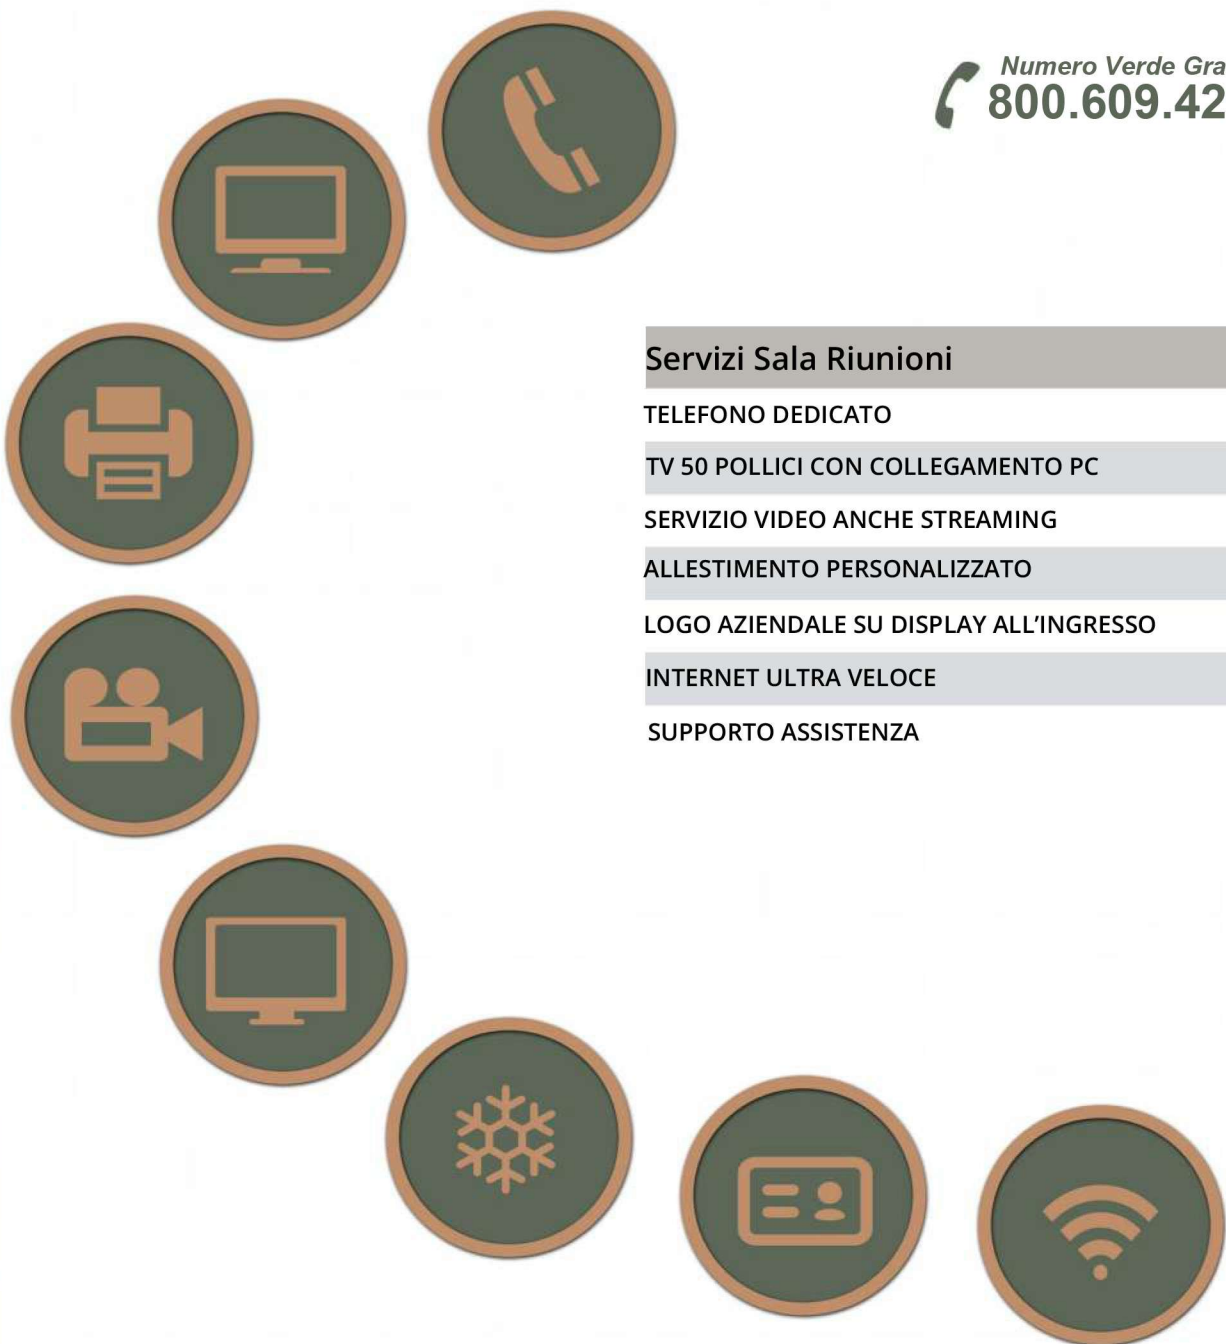 Numero Verde Gra
800.609.42
Servizi Sala Riunioni
TELEFONO DEDICATO
TV 50 POLLICI CON COLLEGAMENTO PC
SERVIZIO VIDEO ANCHE STREAMING
ALLESTIMENTO PERSONALIZZATO
LOGO AZIENDALE SU DISPLAY ALL’INGRESSO
INTERNET ULTRA VELOCE
SUPPORTO ASSISTENZA